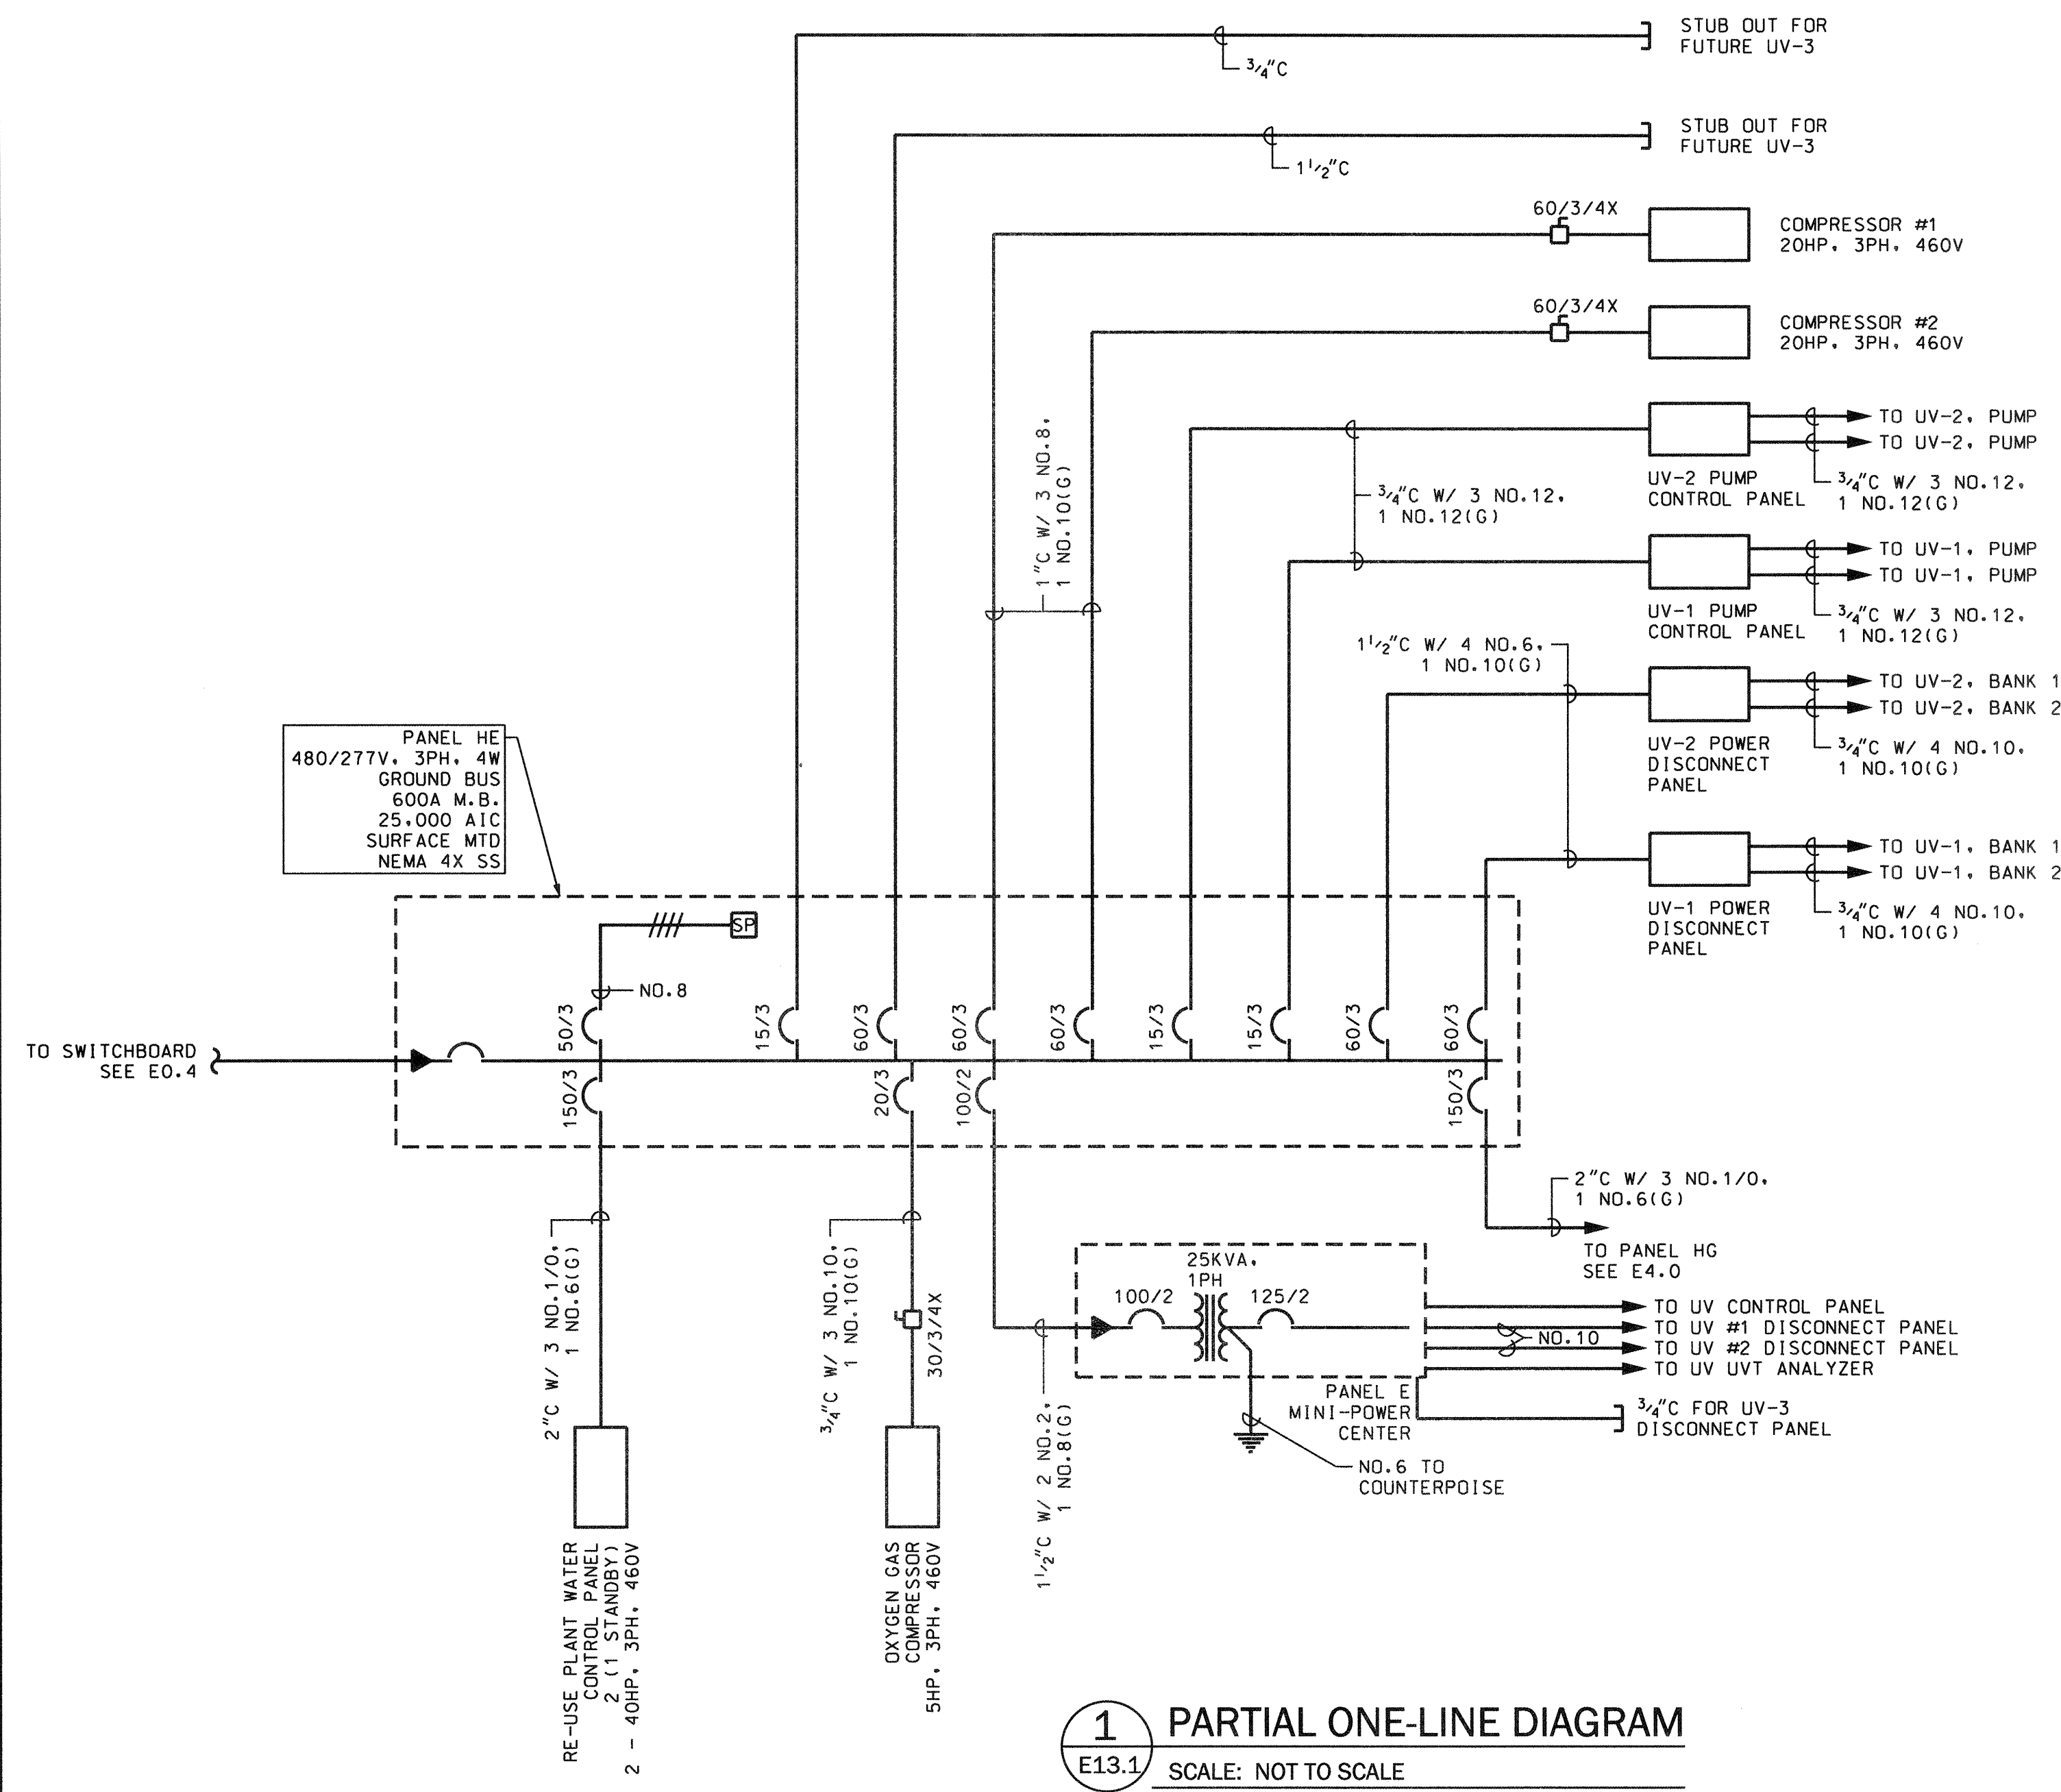 STUB OUT FOR
FUTURE UV-3
3/4"C
STUB OUT FOR
FUTURE UV-3
1 1/2"C
60/3/4X
COMPRESSOR #1
20HP, 3PH, 460V
60/3/4X
COMPRESSOR #2
20HP, 3PH, 460V
1"C W/ 3 NO.8,
1 NO.10(G)
3/4"C W/ 3 NO.12,
1 NO.12(G)
TO UV-2, PUMP
TO UV-2, PUMP
UV-2 PUMP
CONTROL PANEL
3/4"C W/ 3 NO.12,
1 NO.12(G)
TO UV-1, PUMP
TO UV-1, PUMP
UV-1 PUMP
CONTROL PANEL
3/4"C W/ 3 NO.12,
1 NO.12(G)
1 1/2"C W/ 4 NO.6,
1 NO.10(G)
TO UV-2, BANK 1
TO UV-2, BANK 2
UV-2 POWER
DISCONNECT
PANEL
3/4"C W/ 4 NO.10,
1 NO.10(G)
TO UV-1, BANK 1
TO UV-1, BANK 2
UV-1 POWER
DISCONNECT
PANEL
3/4"C W/ 4 NO.10,
1 NO.10(G)
PANEL HE
480/277V, 3PH, 4W
GROUND BUS
600A M.B.
25,000 AIC
SURFACE MTD
NEMA 4X SS
SP
NO.8
50/3
15/3
60/3
60/3
60/3
15/3
15/3
60/3
60/3
TO SWITCHBOARD
SEE E0.4
150/3
20/3
100/2
150/3
2"C W/ 3 NO.1/0,
1 NO.6(G)
TO PANEL HG
SEE E4.0
2"C W/ 3 NO.1/0,
1 NO.6(G)
3/4"C W/ 3 NO.10,
1 NO.10(G)
30/3/4X
1 1/2"C W/ 2 NO.2,
1 NO.8(G)
25KVA,
1PH
100/2
125/2
TO UV CONTROL PANEL
TO UV #1 DISCONNECT PANEL
NO.10
TO UV #2 DISCONNECT PANEL
TO UV UVT ANALYZER
PANEL E
MINI-POWER
CENTER
3/4"C FOR UV-3
DISCONNECT PANEL
NO.6 TO
COUNTERPOISE
RE-USE PLANT WATER
CONTROL PANEL
2 (1 STANDBY)
2 - 40HP, 3PH, 460V
OXYGEN GAS
COMPRESSOR
5HP, 3PH, 460V
1
E13.1
PARTIAL ONE-LINE DIAGRAM
SCALE: NOT TO SCALE